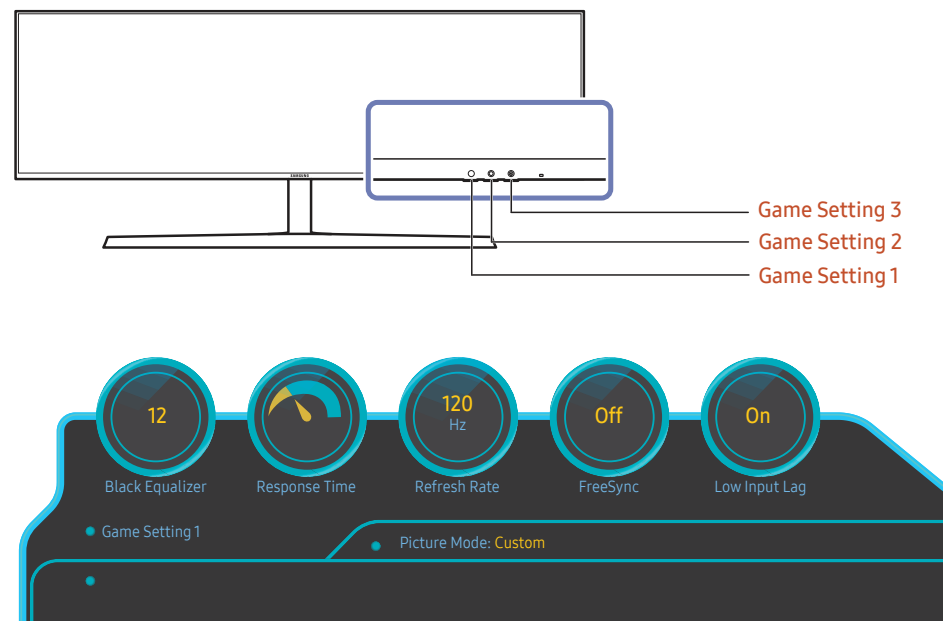 SAMSUNG
Game Setting 3
Game Setting 2
Game Setting 1
12
Black Equalizer
Response Time
120
Hz
Refresh Rate
Off
FreeSync
On
Low Input Lag
Game Setting 1
Picture Mode: Custom